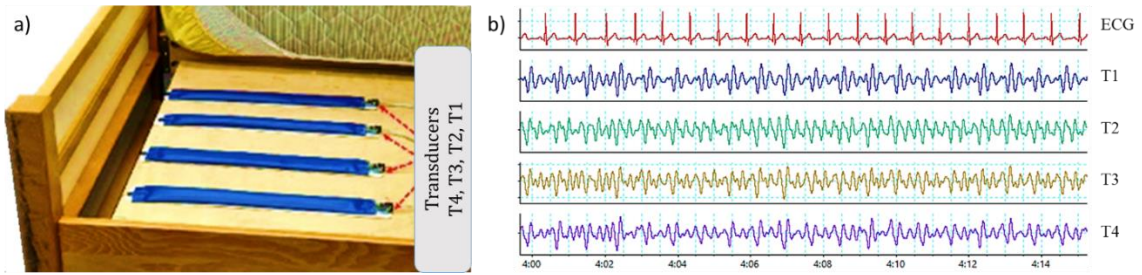 a)
Transducers
T4, T3, T2, T1
b)
ECG
T1
T2
T3
T4
4:00 4:02 4:04 4:06 4:08 4:10 4:12 4:14